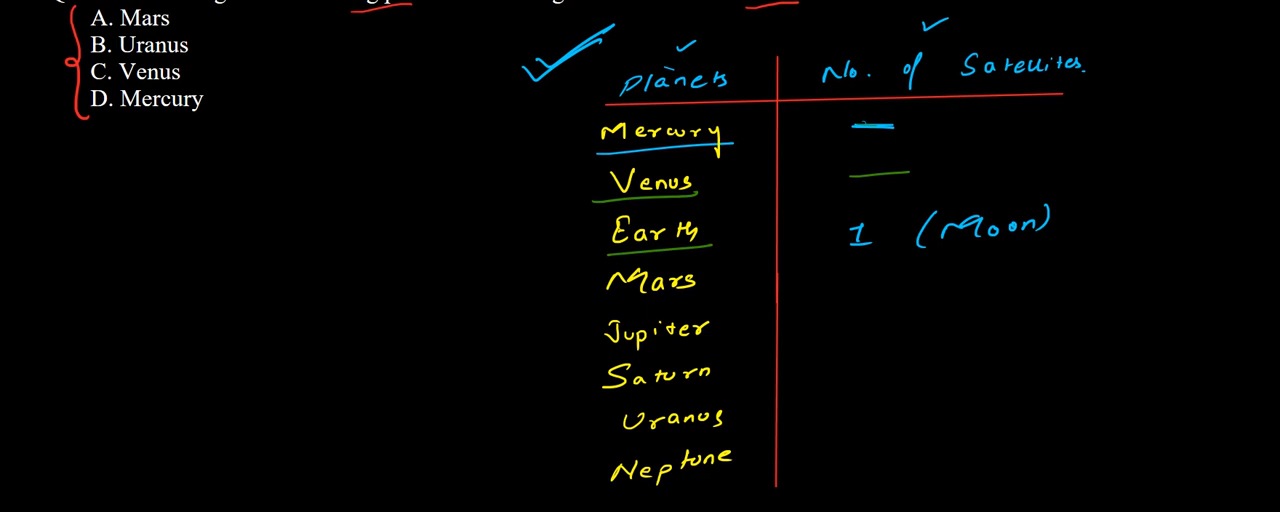 A. Mars
B. Uranus
C. Venus
D. Mercury
Planets No. of Satellites.
Mercury —
Venus —
Earth 1 (Moon)
Mars
Jupiter
Saturn
Uranus
Neptune